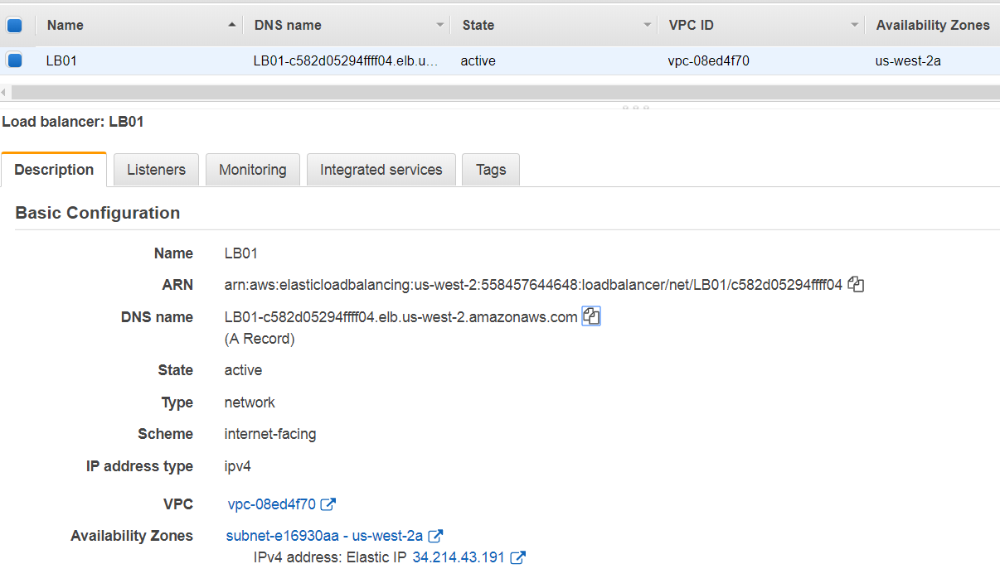 Name DNS name State VPC ID Availability Zones
LB01 LB01-c582d05294ffff04.elb.u... active vpc-08ed4f70 us-west-2a
Load balancer: LB01
Description Listeners Monitoring Integrated services Tags
Basic Configuration
Name LB01
ARN arn:aws:elasticloadbalancing:us-west-2:558457644648:loadbalancer/net/LB01/c582d05294ffff04
DNS name LB01-c582d05294ffff04.elb.us-west-2.amazonaws.com
(A Record)
State active
Type network
Scheme internet-facing
IP address type ipv4
VPC vpc-08ed4f70
Availability Zones subnet-e16930aa - us-west-2a
IPv4 address: Elastic IP 34.214.43.191